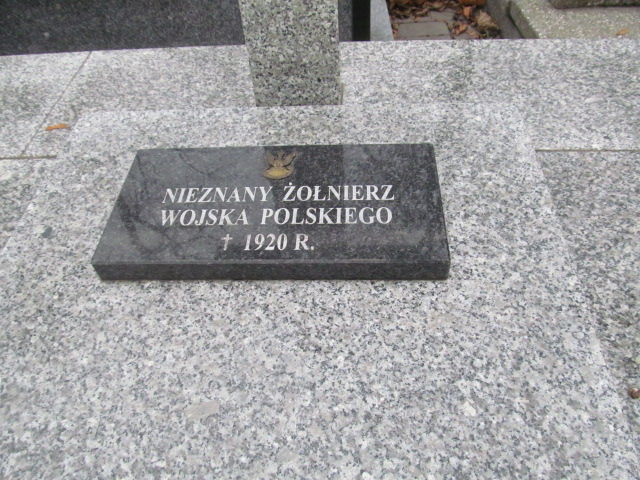 NIEZNANY ŻOŁNIERZ
WOJSKA POLSKIEGO
† 1920 R.